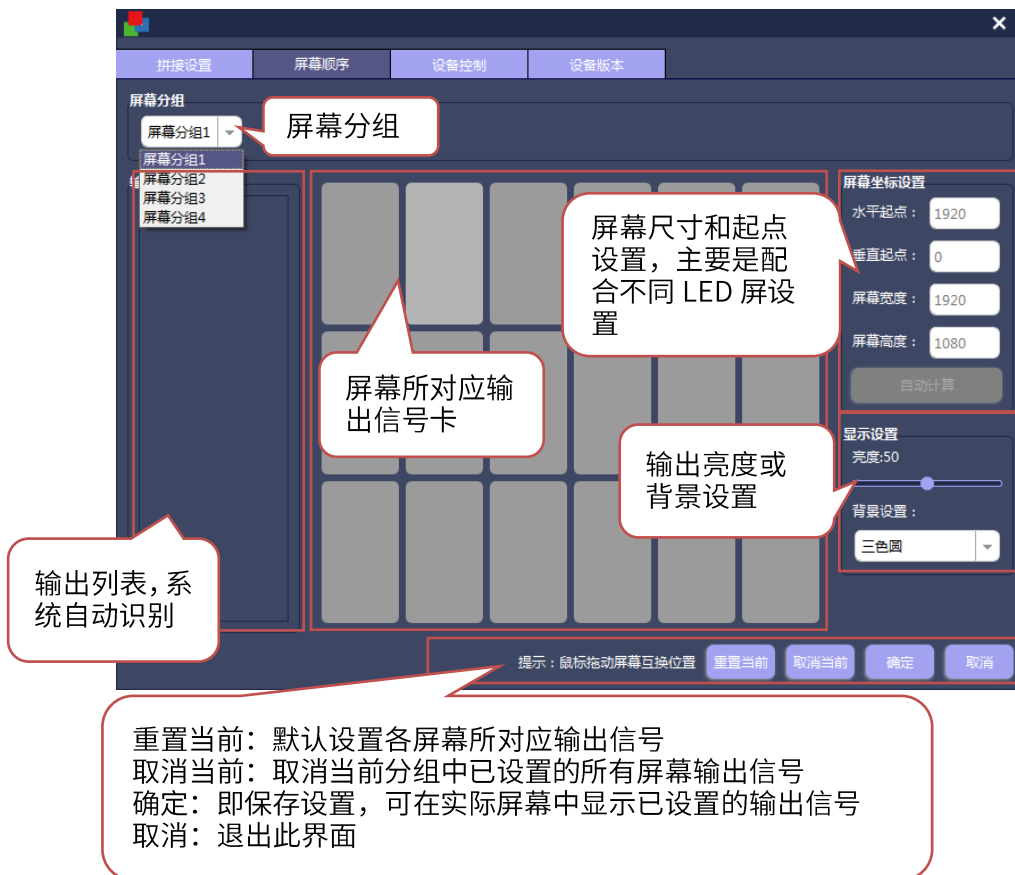 拼接设置 屏幕顺序 设备控制 设备版本
屏幕分组
屏幕分组1
屏幕分组
屏幕分组1
屏幕分组2
屏幕分组3
屏幕分组4
屏幕坐标设置
水平起点： 1920
垂直起点： 0
屏幕宽度： 1920
屏幕高度： 1080
自动计算
屏幕尺寸和起点
设置，主要是配
合不同 LED 屏设
置
屏幕所对应输
出信号卡
显示设置
亮度:50
背景设置：
三色圆
输出亮度或
背景设置
输出列表，系
统自动识别
提示：鼠标拖动屏幕互换位置 重置当前 取消当前 确定 取消
重置当前：默认设置各屏幕所对应输出信号
取消当前：取消当前分组中已设置的所有屏幕输出信号
确定：即保存设置，可在实际屏幕中显示已设置的输出信号
取消：退出此界面